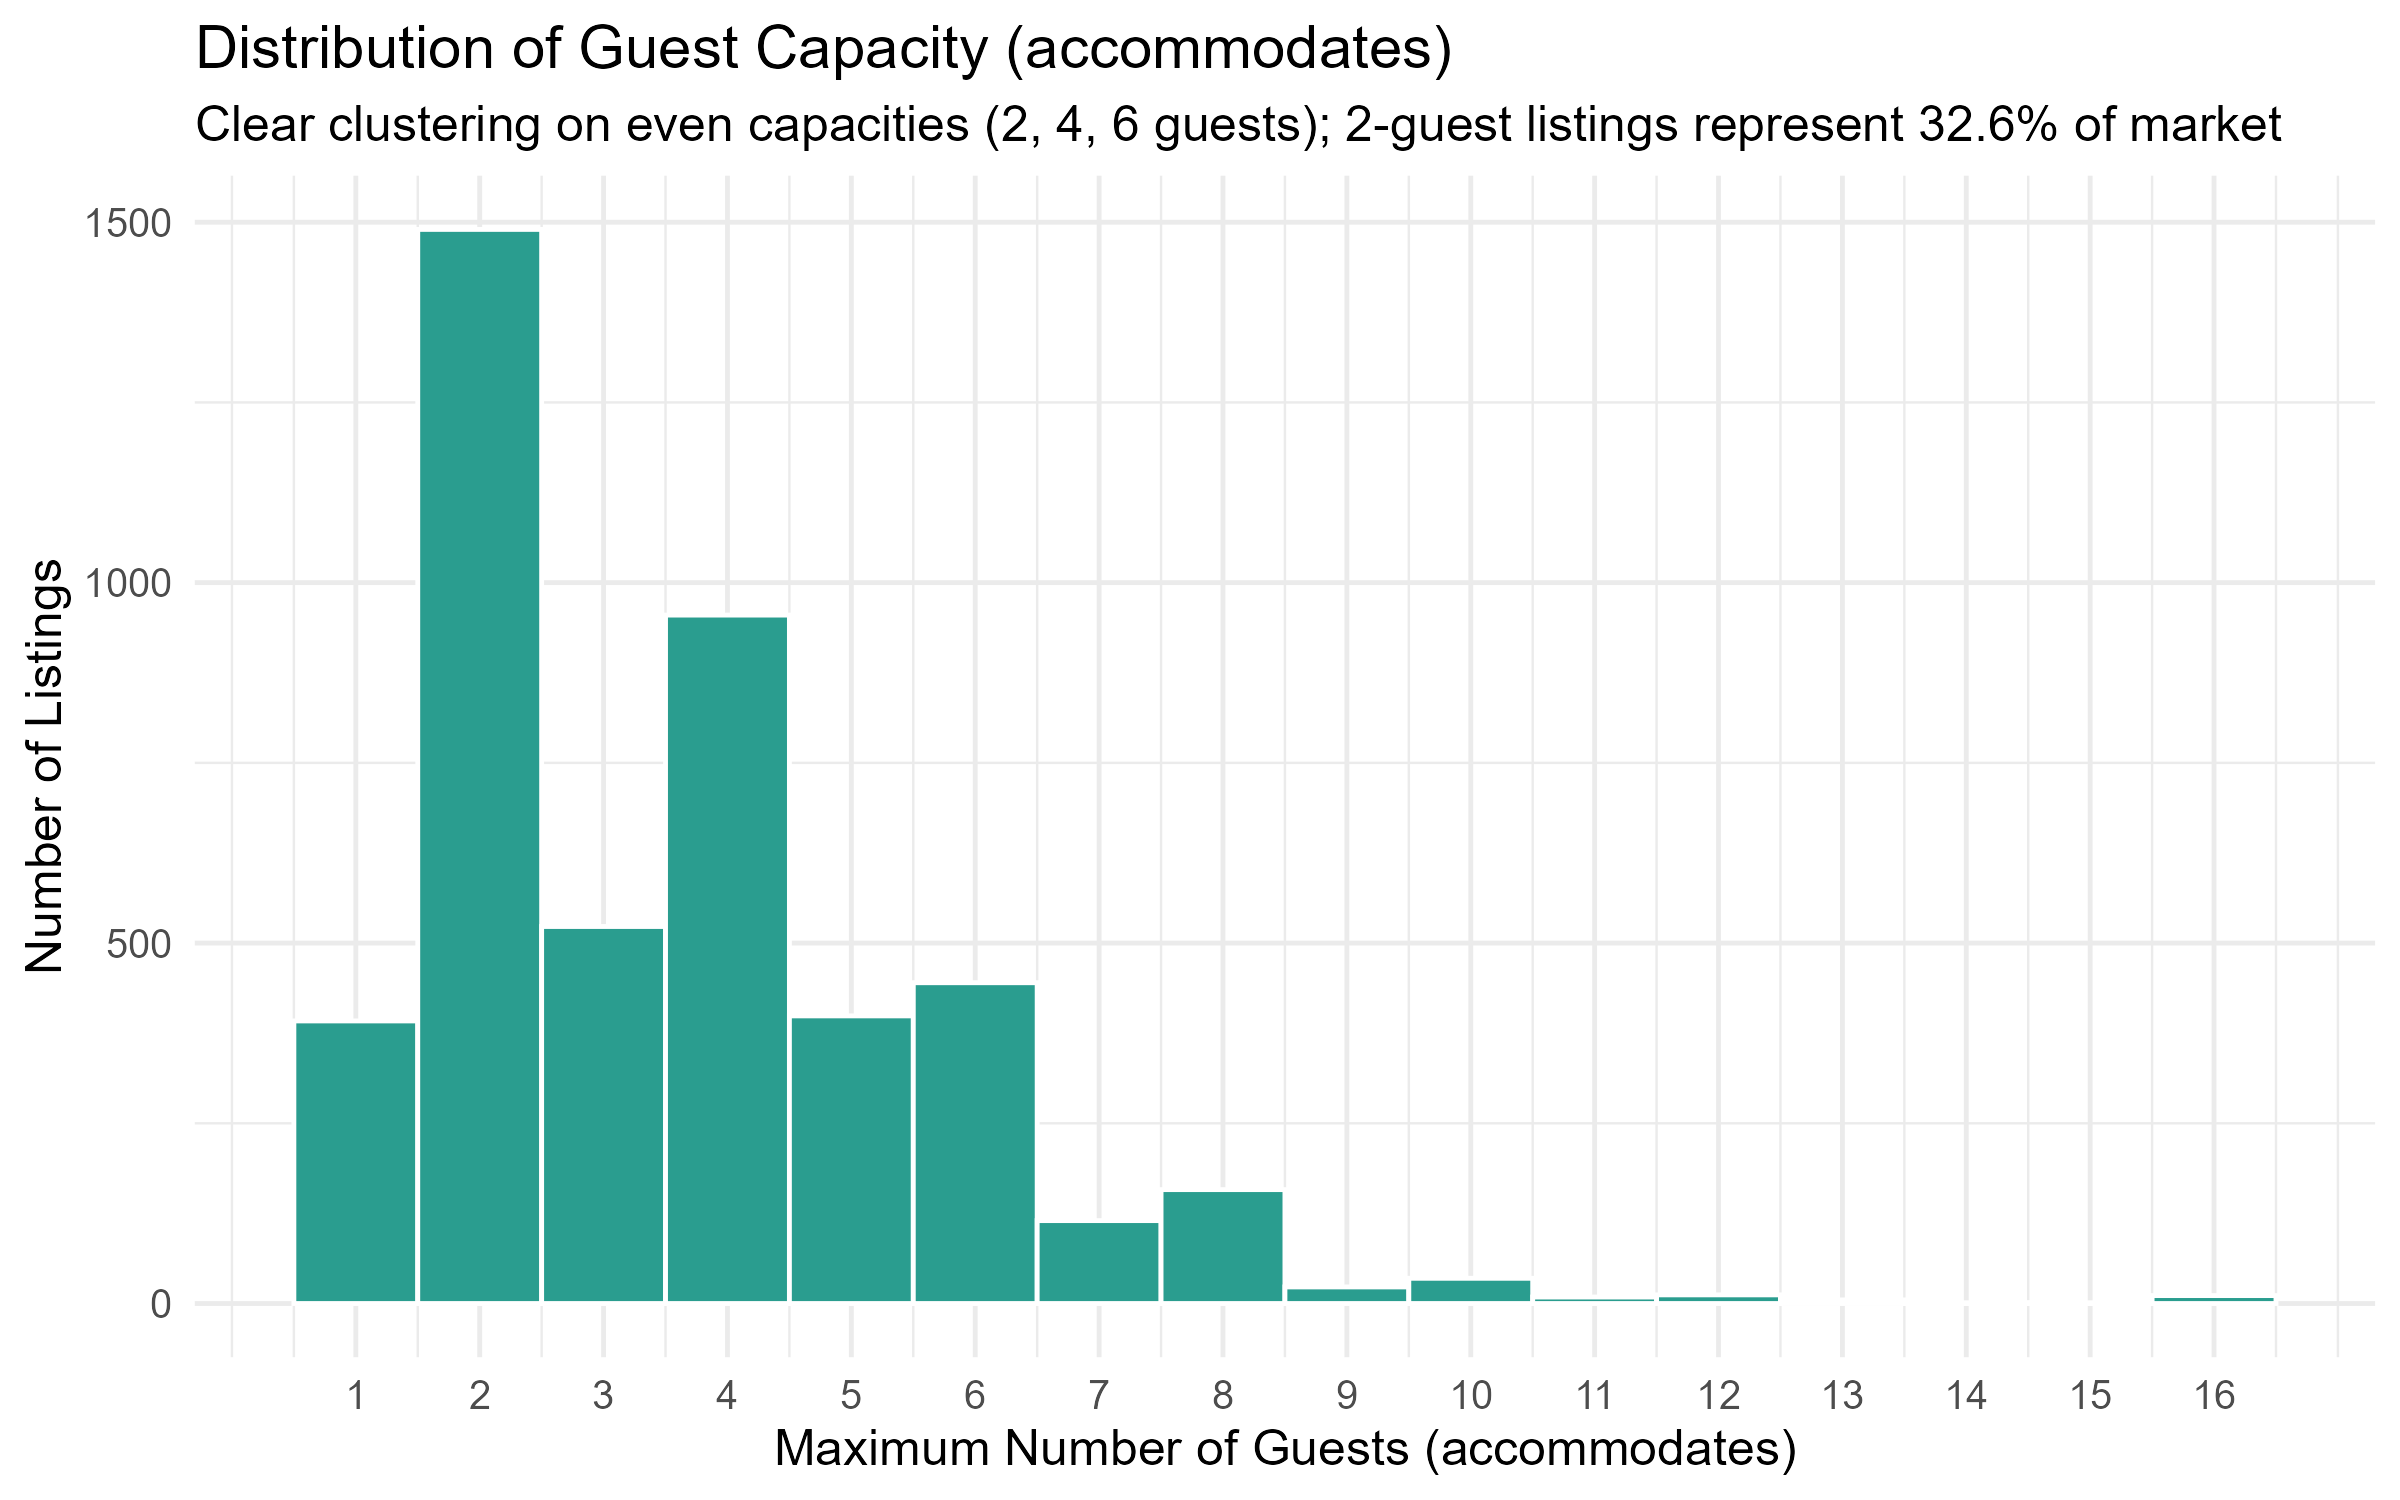 Distribution of Guest Capacity (accommodates)
Clear clustering on even capacities (2, 4, 6 guests); 2-guest listings represent 32.6% of market
Number of Listings
1500
1000
500
0
1 2 3 4 5 6 7 8 9 10 11 12 13 14 15 16
Maximum Number of Guests (accommodates)